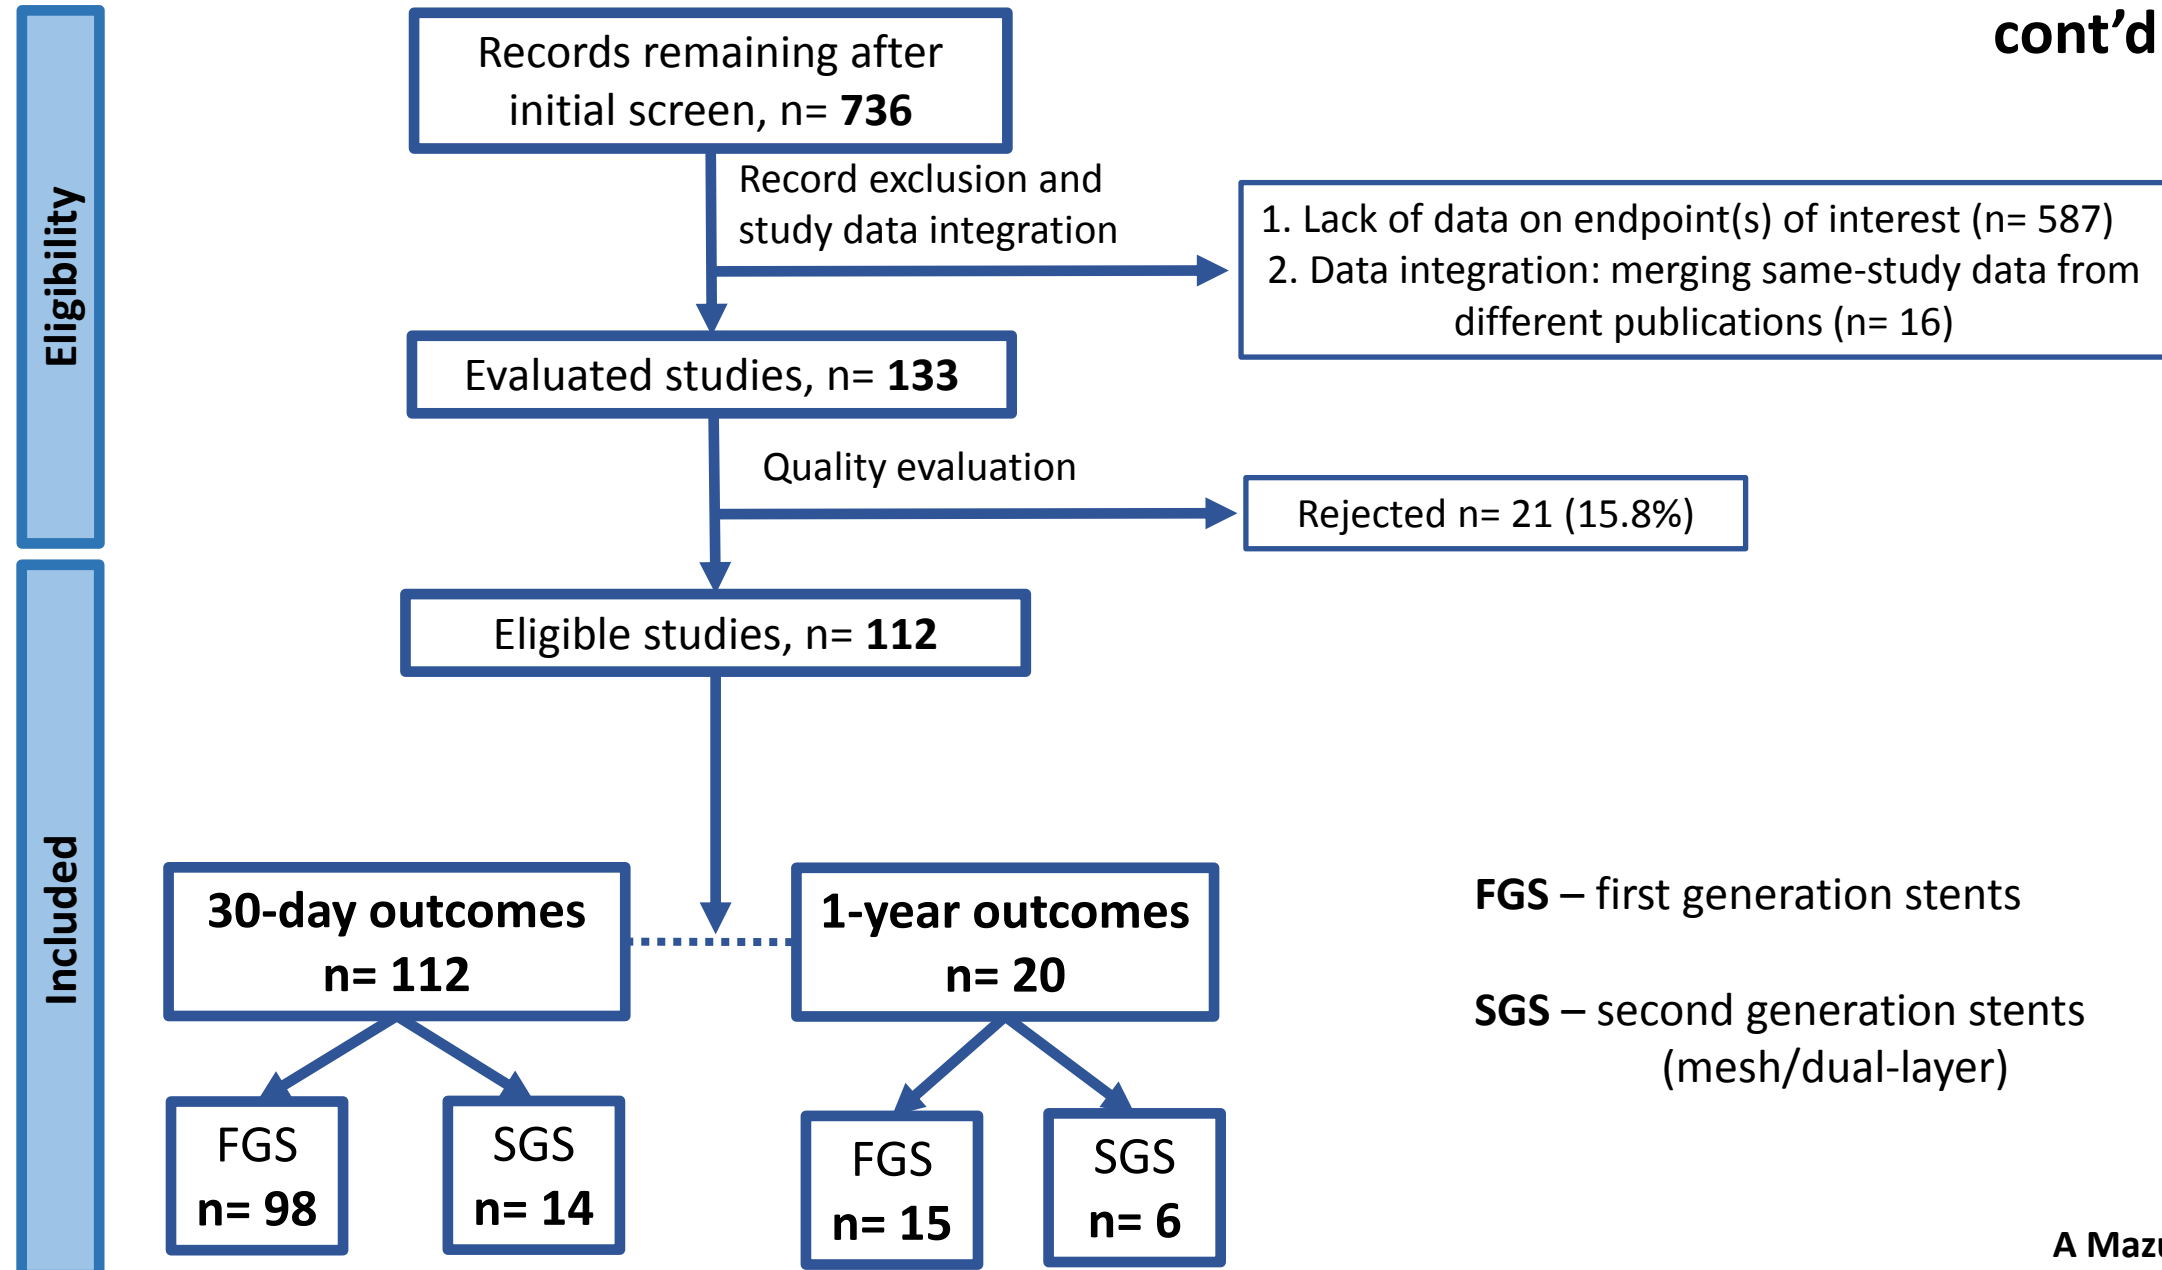 cont’d
Eligibility
Records remaining after
initial screen, n= 736
Record exclusion and
study data integration
1. Lack of data on endpoint(s) of interest (n= 587)
2. Data integration: merging same-study data from
different publications (n= 16)
Evaluated studies, n= 133
Quality evaluation
Rejected n= 21 (15.8%)
Eligible studies, n= 112
Included
30-day outcomes
n= 112
1-year outcomes
n= 20
FGS
n= 98
SGS
n= 14
FGS
n= 15
SGS
n= 6
FGS – first generation stents
SGS – second generation stents
(mesh/dual-layer)
A